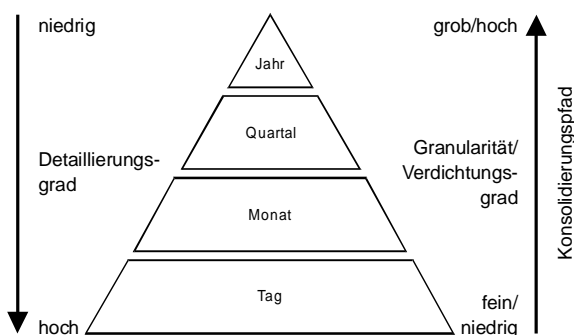 niedrig
grob/hoch
Jahr
Quartal
Detaillierungs-
grad
Granularität/
Verdichtungs-
grad
Konsolidierungspfad
Monat
Tag
hoch
fein/
niedrig